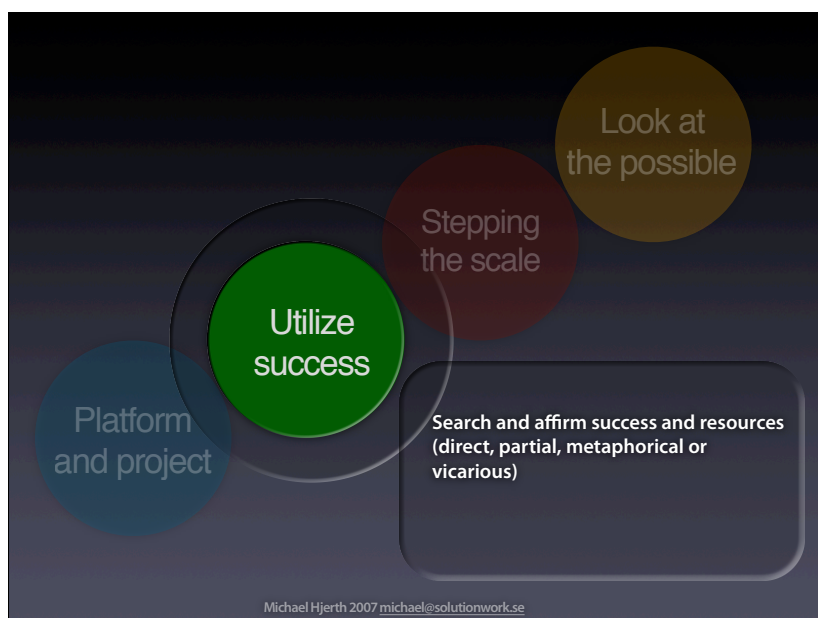 Look at
the possible
Stepping
the scale
Utilize
success
Platform
and project
Search and affirm success and resources
(direct, partial, metaphorical or
vicarious)
Michael Hjerth 2007 michael@solutionwork.se